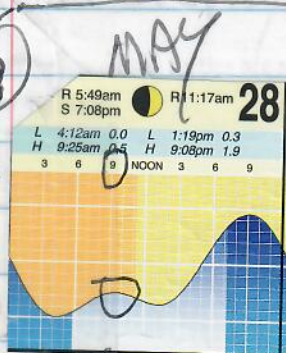 MAY
R 5:49am R 11:17am 28
S 7:08pm
L 4:12am 0.0 L 1:19pm 0.3
H 9:25am 0.5 H 9:08pm 1.9
3 6 9 NOON 3 6 9